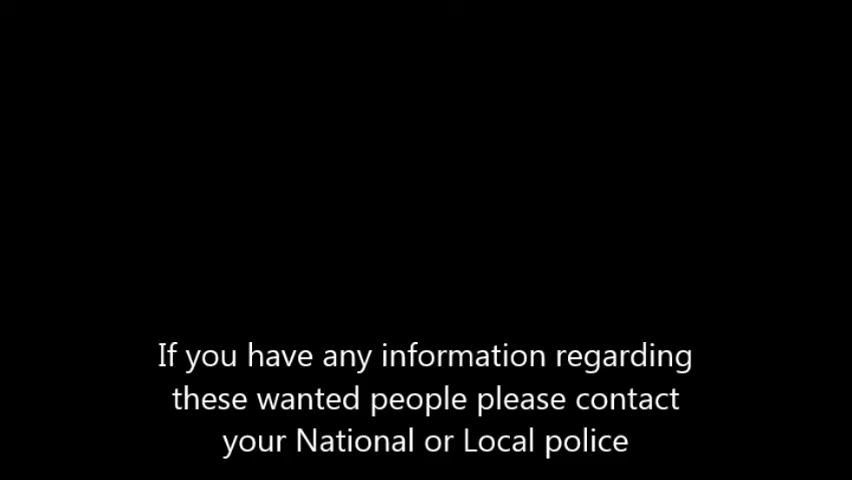 If you have any information regarding
these wanted people please contact
your National or Local police